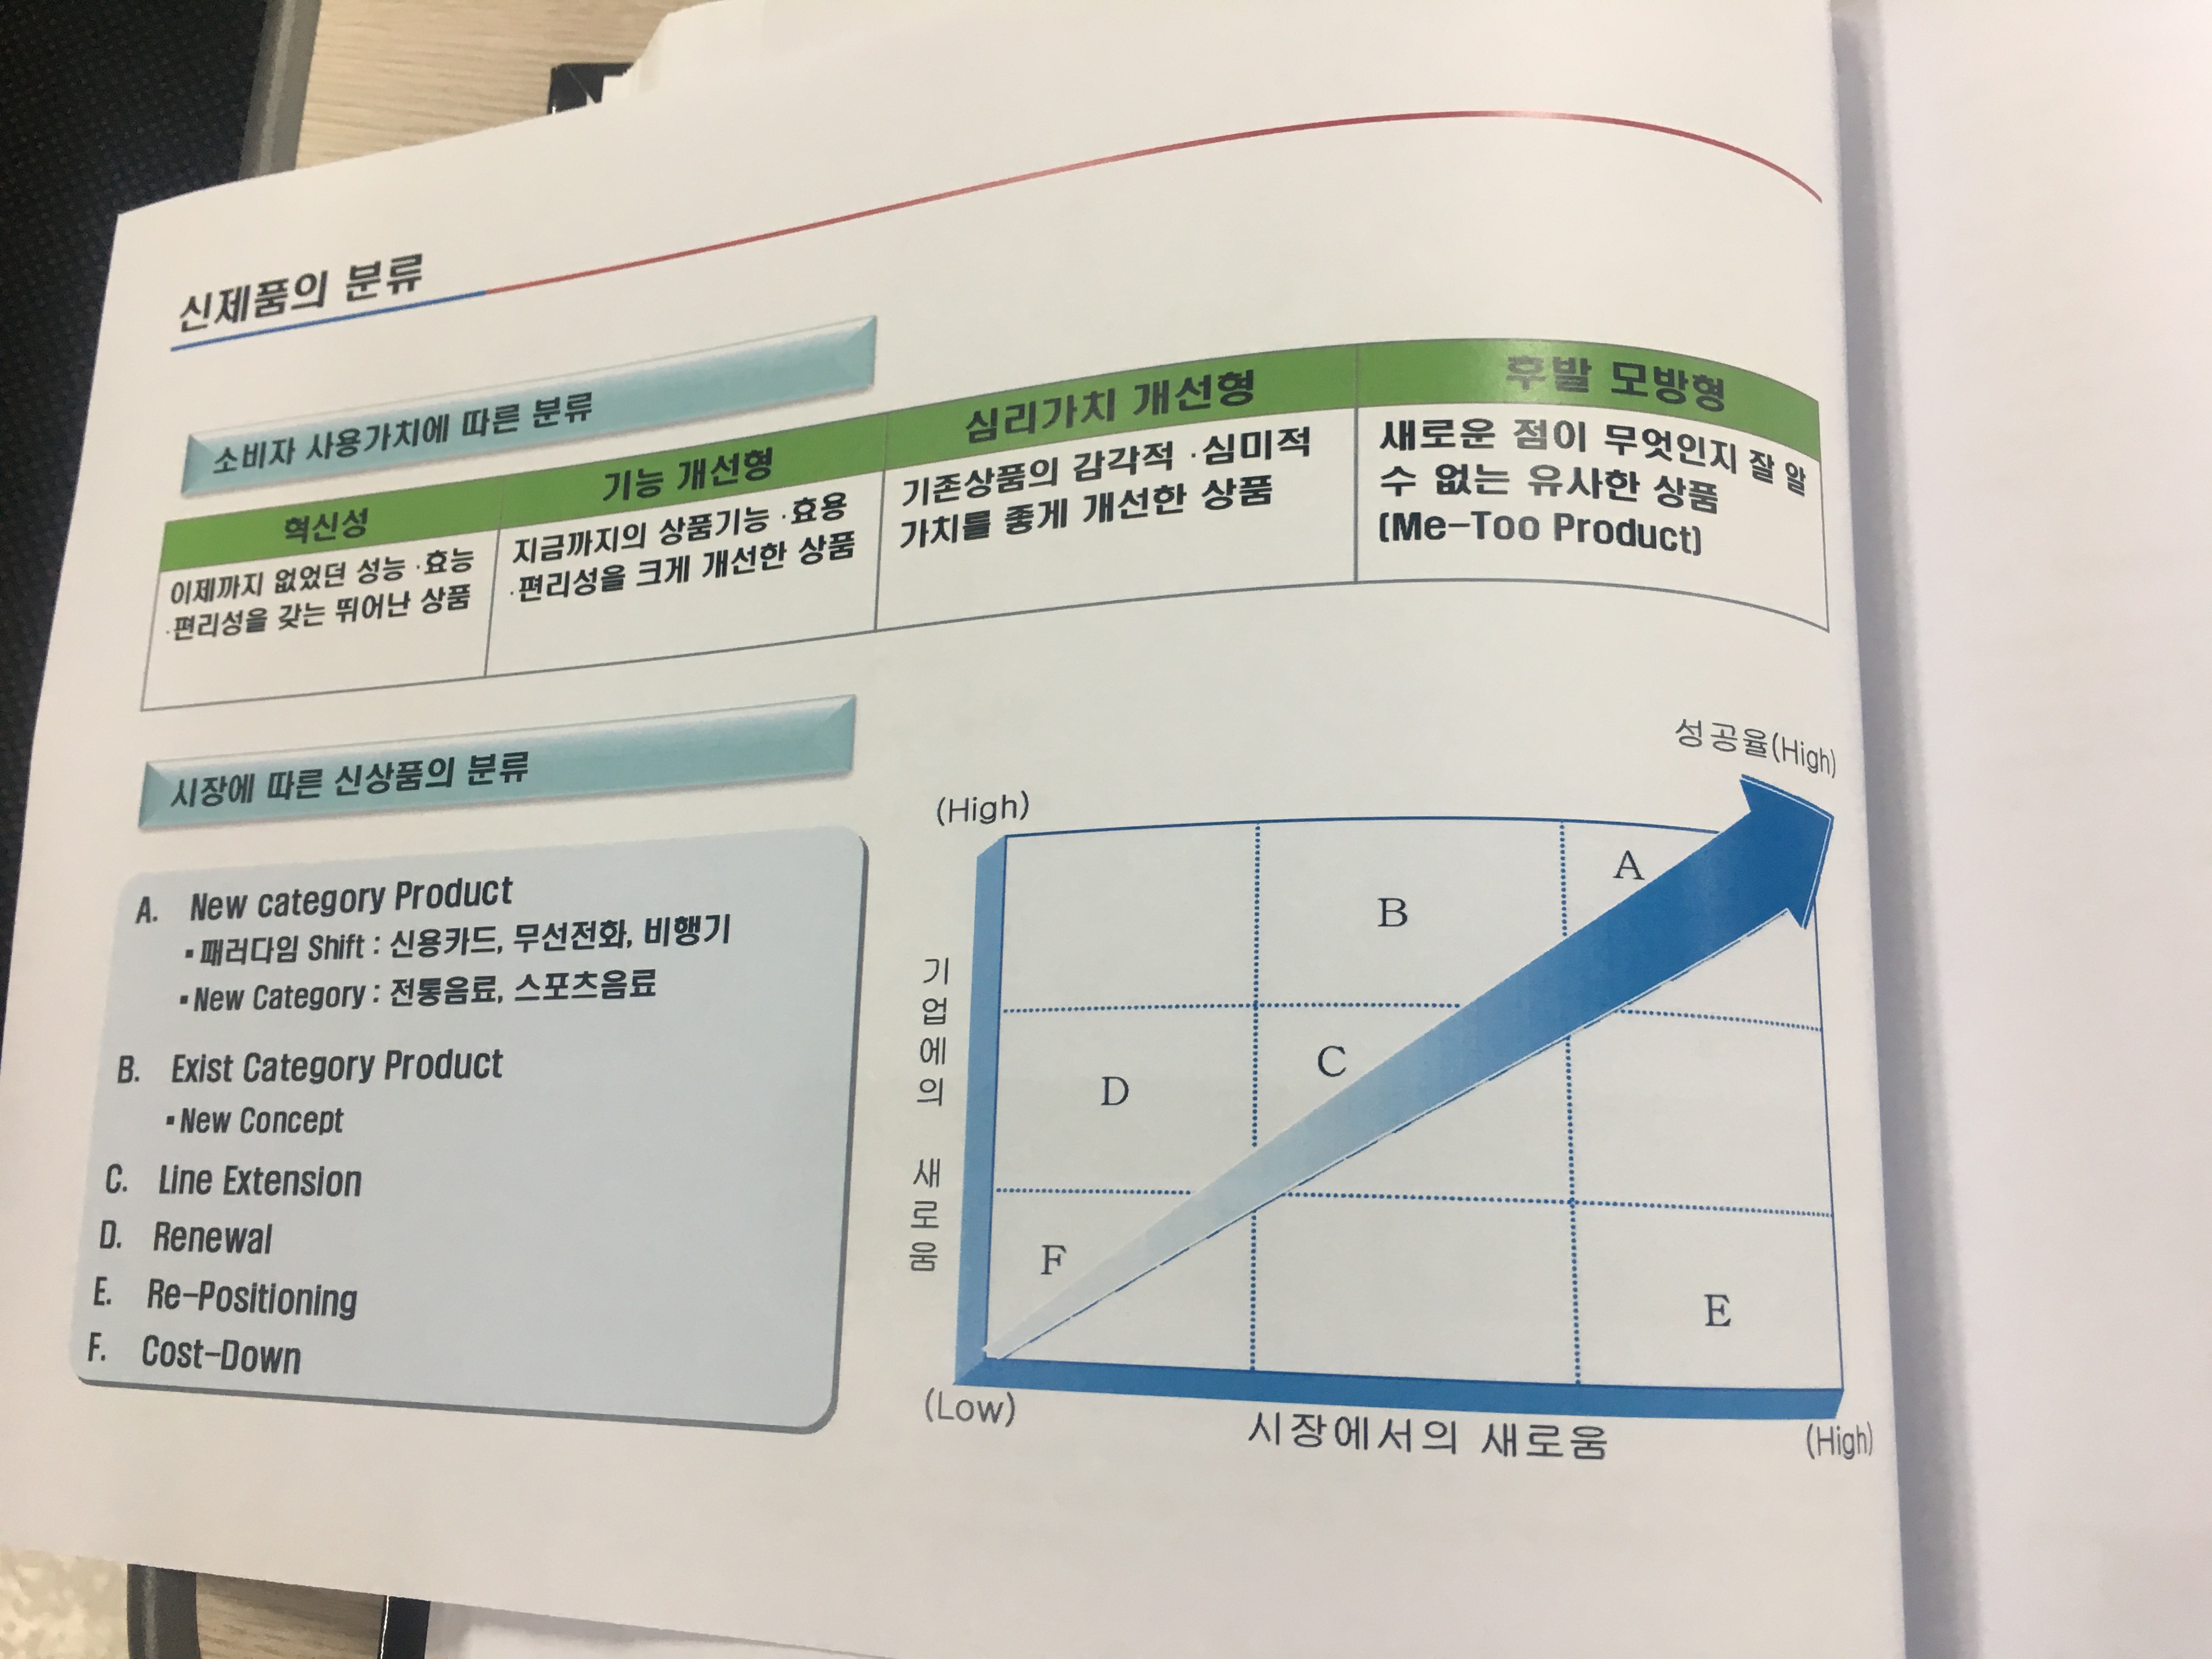 신제품의 분류
소비자 사용가치에 따른 분류
혁신성
이제까지 없었던 성능 ·효능
·편리성을 갖는 뛰어난 상품
기능 개선형
지금까지의 상품기능 ·효용
·편리성을 크게 개선한 상품
심리가치 개선형
기존상품의 감각적 ·심미적
가치를 좋게 개선한 상품
후발 모방형
새로운 점이 무엇인지 잘 알
수 없는 유사한 상품
(Me-Too Product)
시장에 따른 신상품의 분류
A. New category Product
▪패러다임 Shift : 신용카드, 무선전화, 비행기
▪New Category : 전통음료, 스포츠음료
B. Exist Category Product
▪New Concept
C. Line Extension
D. Renewal
E. Re-Positioning
F. Cost-Down
성공율(High)
(High)
기업에의 새로움
A
B
C
D
F
E
(Low)
시장에서의 새로움
(High)